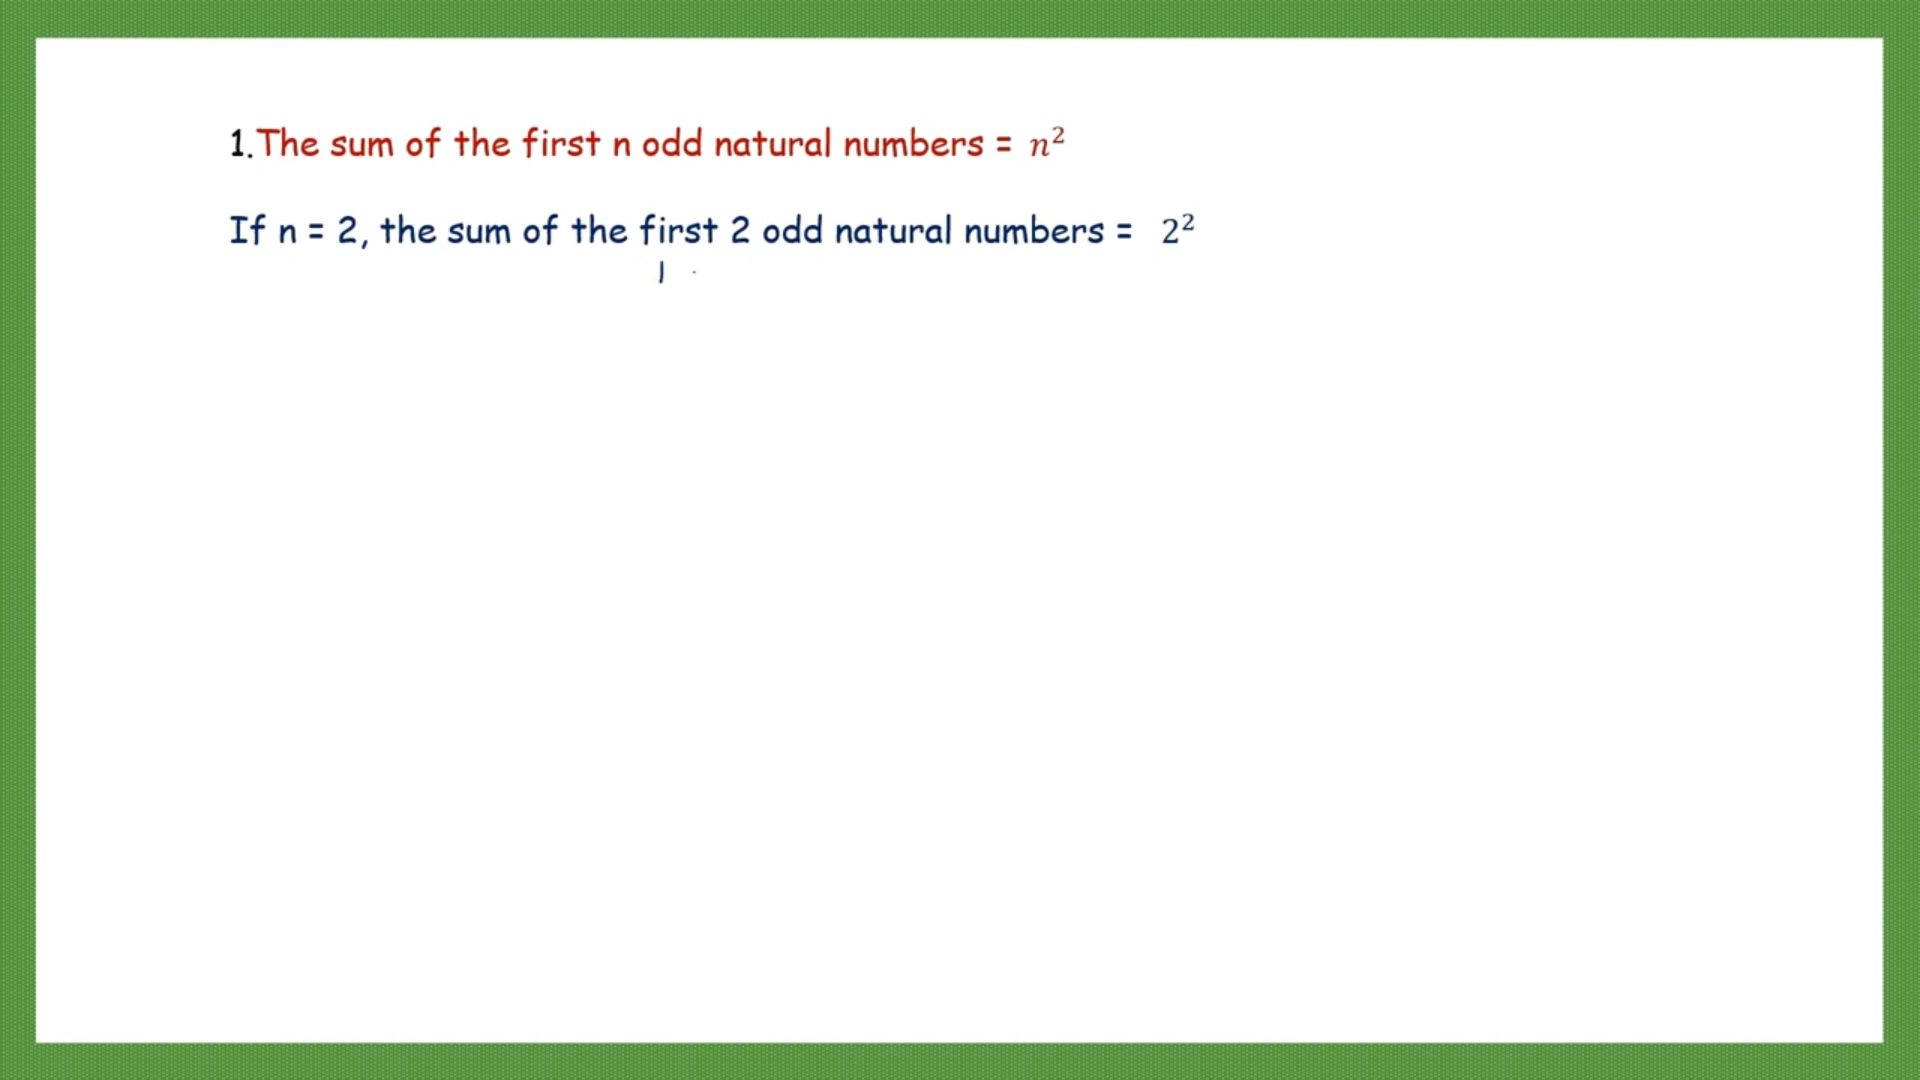 1.The sum of the first n odd natural numbers = n²
If n = 2, the sum of the first 2 odd natural numbers = 2²
1